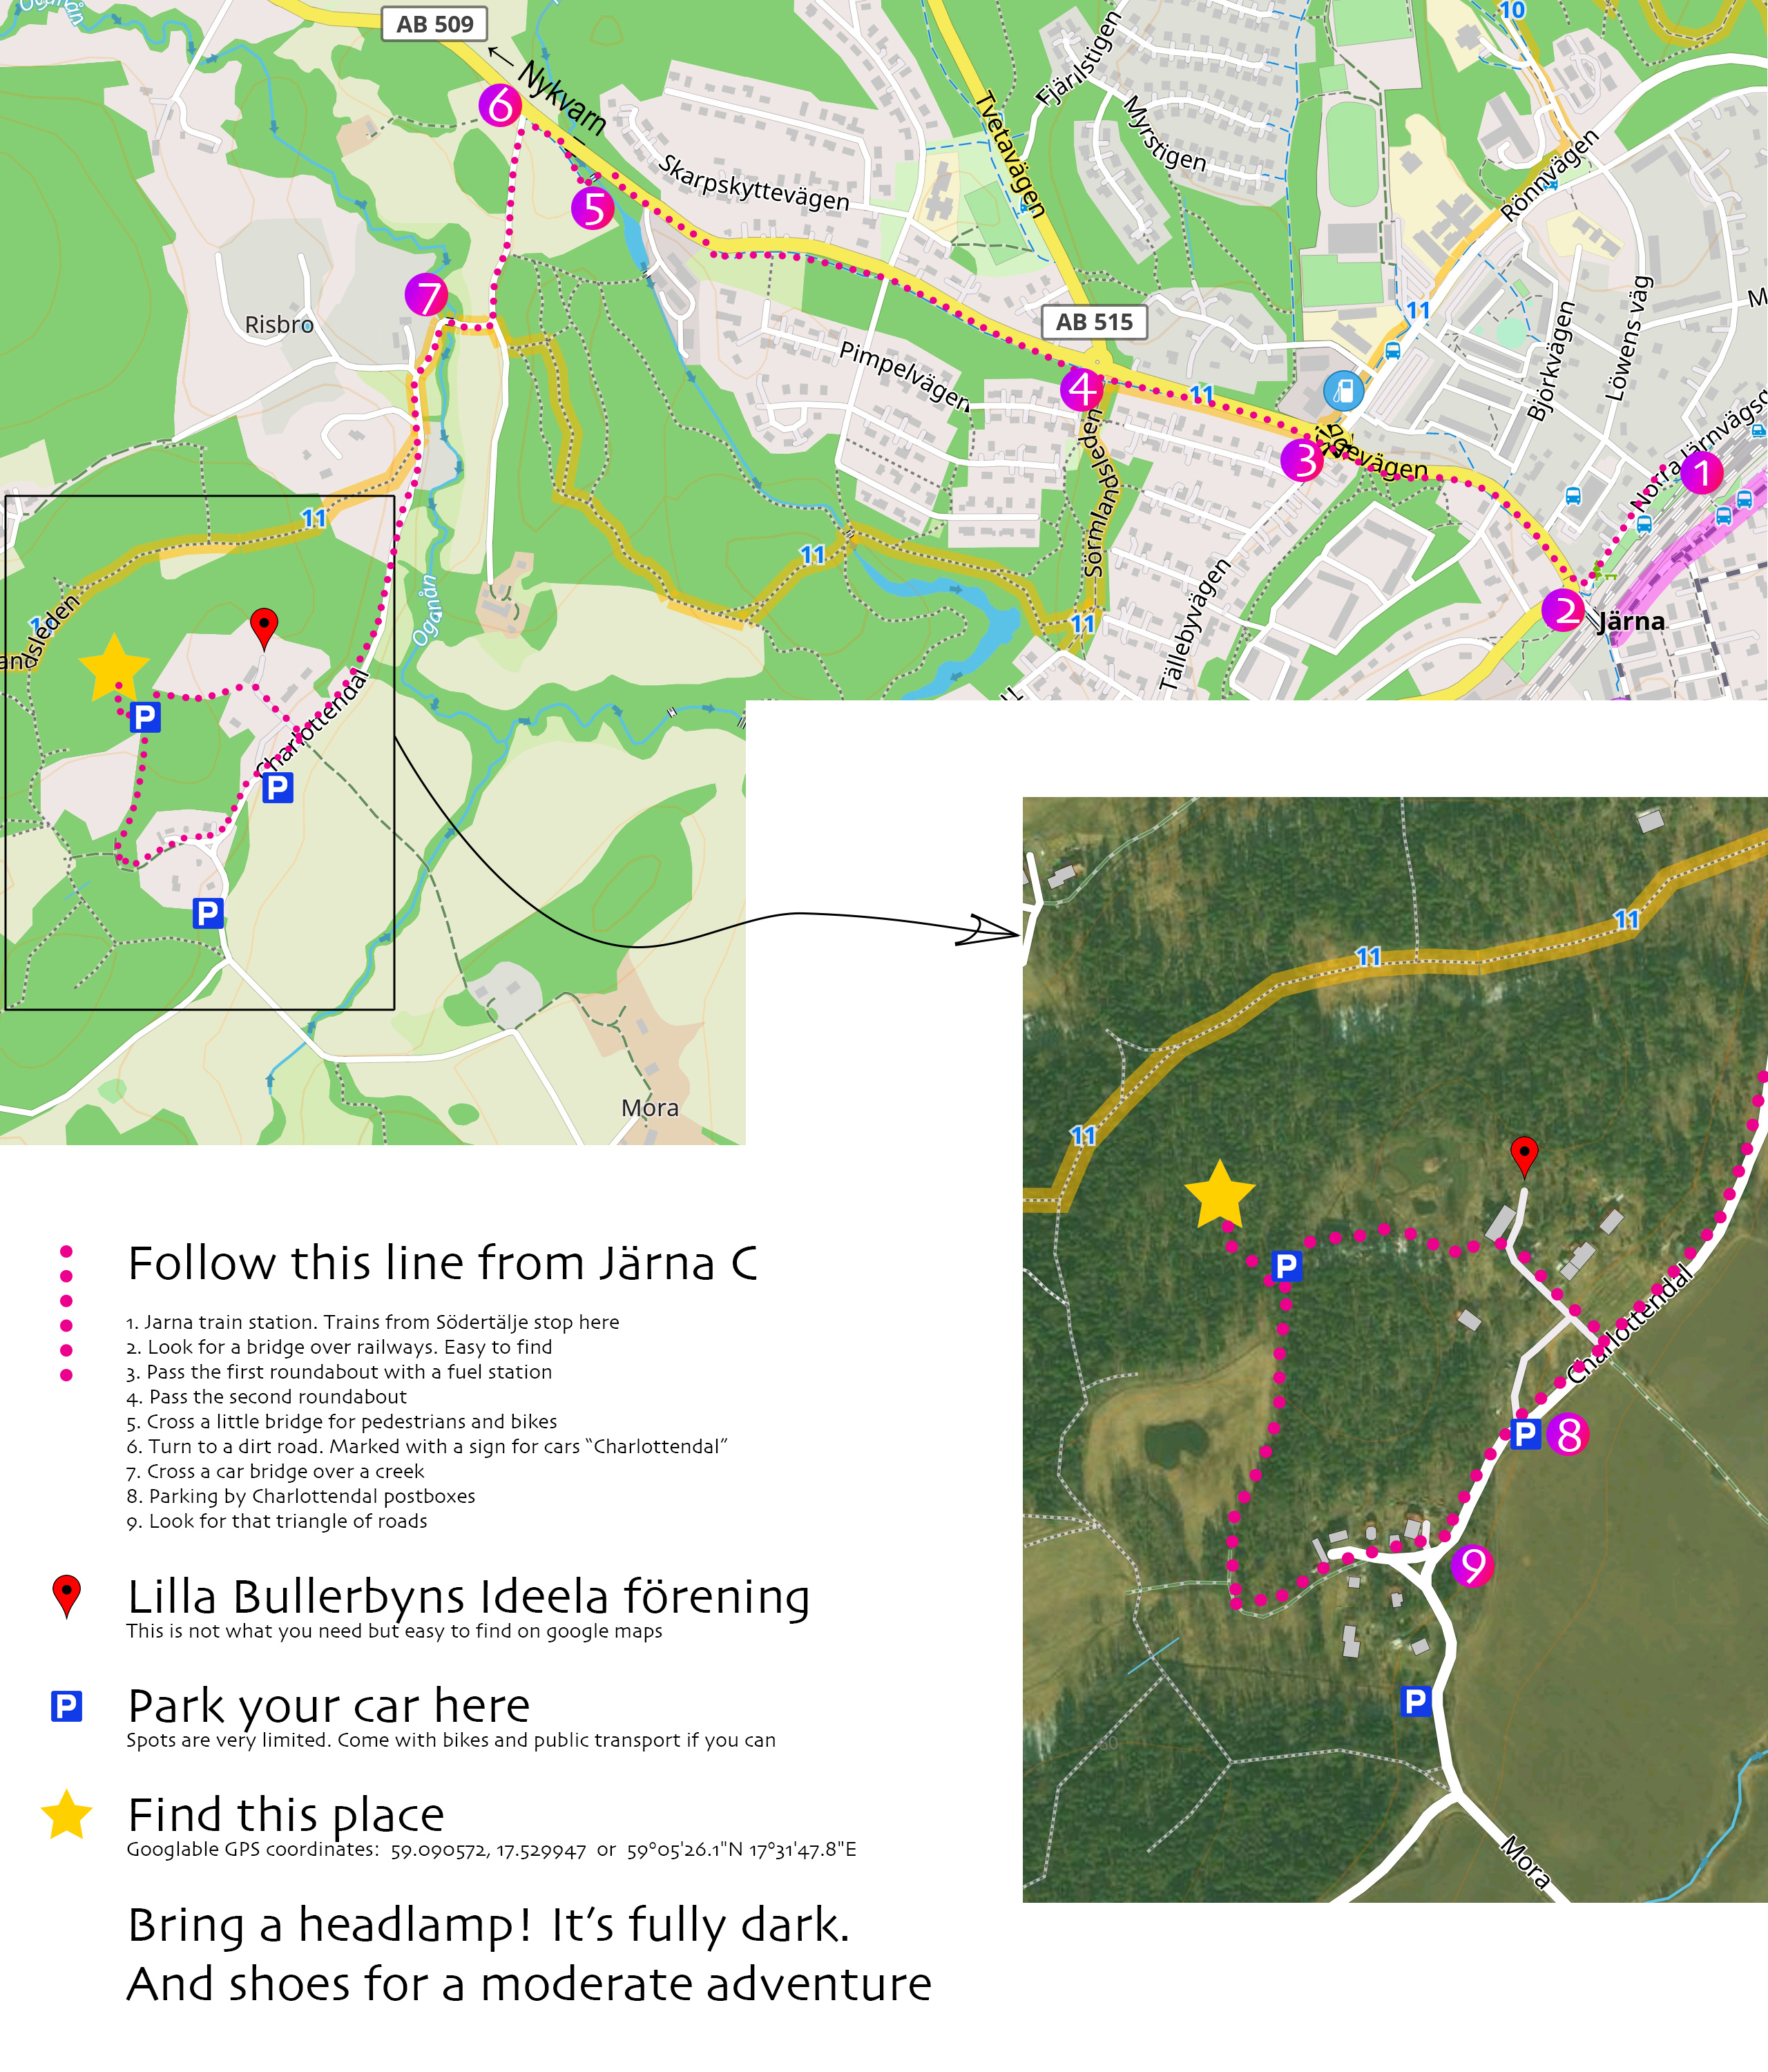 Oganån
AB 509
← Nykvarn
6
5
Skarpskyttevägen
Tvetavägen
Fjärilstigen
Myrstigen
10
Rönnvägen
7
Risbro
Pimpelvägen
AB 515
4
11
11
3
Björkvägen
Löwens väg
Norra Järnvägsg
1
Sörmlandsleden
11
11
11
Tällebyvägen
2
Järna
Oganån
andsleden
P
Charlottendal
P
P
Mora
11
11
11
P
Charlottendal
P
8
9
P
80
Mora
Follow this line from Järna C
1. Jarna train station. Trains from Södertälje stop here
2. Look for a bridge over railways. Easy to find
3. Pass the first roundabout with a fuel station
4. Pass the second roundabout
5. Cross a little bridge for pedestrians and bikes
6. Turn to a dirt road. Marked with a sign for cars “Charlottendal”
7. Cross a car bridge over a creek
8. Parking by Charlottendal postboxes
9. Look for that triangle of roads
Lilla Bullerbyns Ideela förening
This is not what you need but easy to find on google maps
P
Park your car here
Spots are very limited. Come with bikes and public transport if you can
Find this place
Googlable GPS coordinates: 59.090572, 17.529947 or 59°05'26.1"N 17°31'47.8"E
Bring a headlamp! It’s fully dark.
And shoes for a moderate adventure